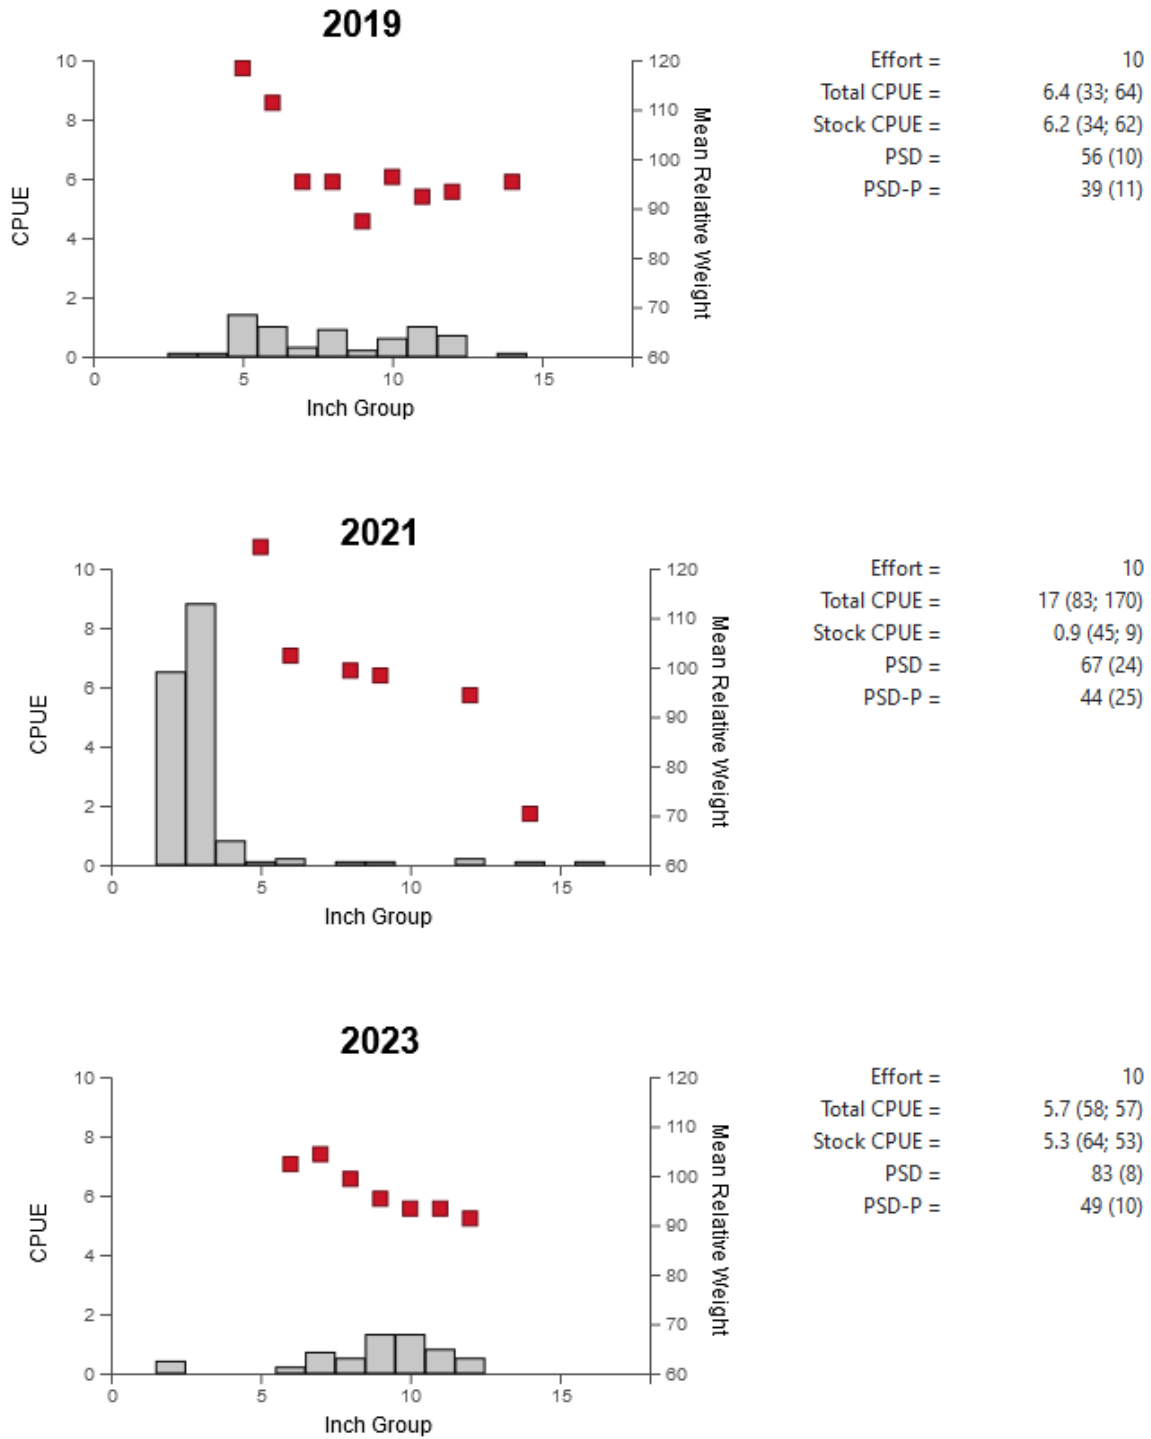 2019
10
8
6
4
2
0
CPUE
0
5
10
15
Inch Group
120
110
100
90
80
70
60
Mean Relative Weight
Effort = 10
Total CPUE = 6.4 (33; 64)
Stock CPUE = 6.2 (34; 62)
PSD = 56 (10)
PSD-P = 39 (11)
2021
10
8
6
4
2
0
CPUE
0
5
10
15
Inch Group
120
110
100
90
80
70
60
Mean Relative Weight
Effort = 10
Total CPUE = 17 (83; 170)
Stock CPUE = 0.9 (45; 9)
PSD = 67 (24)
PSD-P = 44 (25)
2023
10
8
6
4
2
0
CPUE
0
5
10
15
Inch Group
120
110
100
90
80
70
60
Mean Relative Weight
Effort = 10
Total CPUE = 5.7 (58; 57)
Stock CPUE = 5.3 (64; 53)
PSD = 83 (8)
PSD-P = 49 (10)